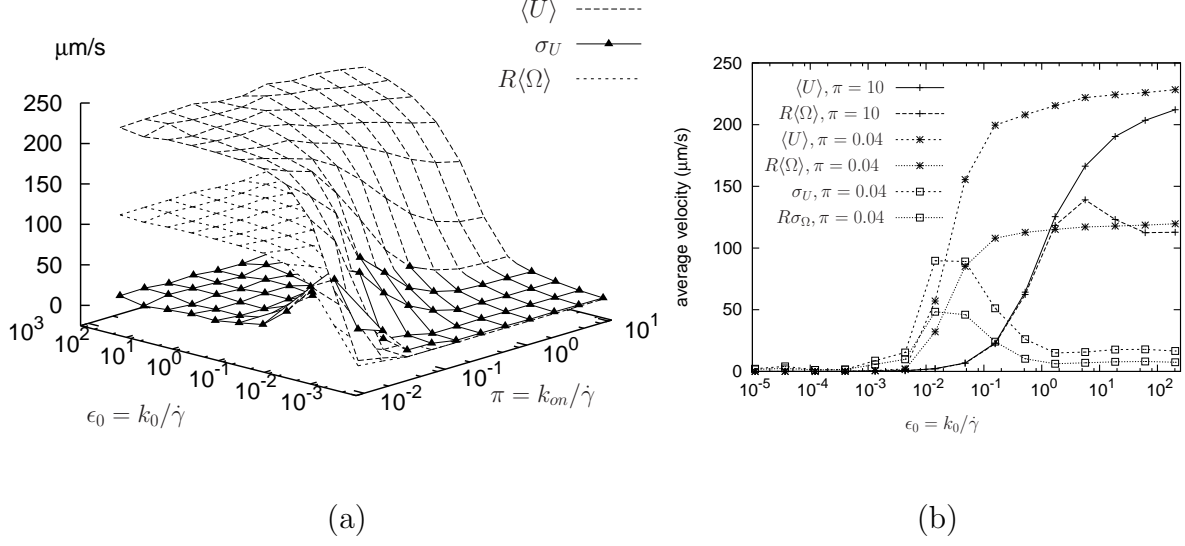 ⟨U⟩
σ_U
R⟨Ω⟩
μm/s
250
200
150
100
50
0
10^3
10^2
10^1
10^0
10^-1
10^-2
10^-3
ϵ_0 = k_0/γ̇
10^-2
10^-1
10^0
10^1
π = k_on/γ̇
(a)
average velocity (μm/s)
250
200
150
100
50
0
⟨U⟩, π = 10
R⟨Ω⟩, π = 10
⟨U⟩, π = 0.04
R⟨Ω⟩, π = 0.04
σ_U, π = 0.04
Rσ_Ω, π = 0.04
10^-5 10^-4 10^-3 10^-2 10^-1 10^0 10^1 10^2
ϵ_0 = k_0/γ̇
(b)